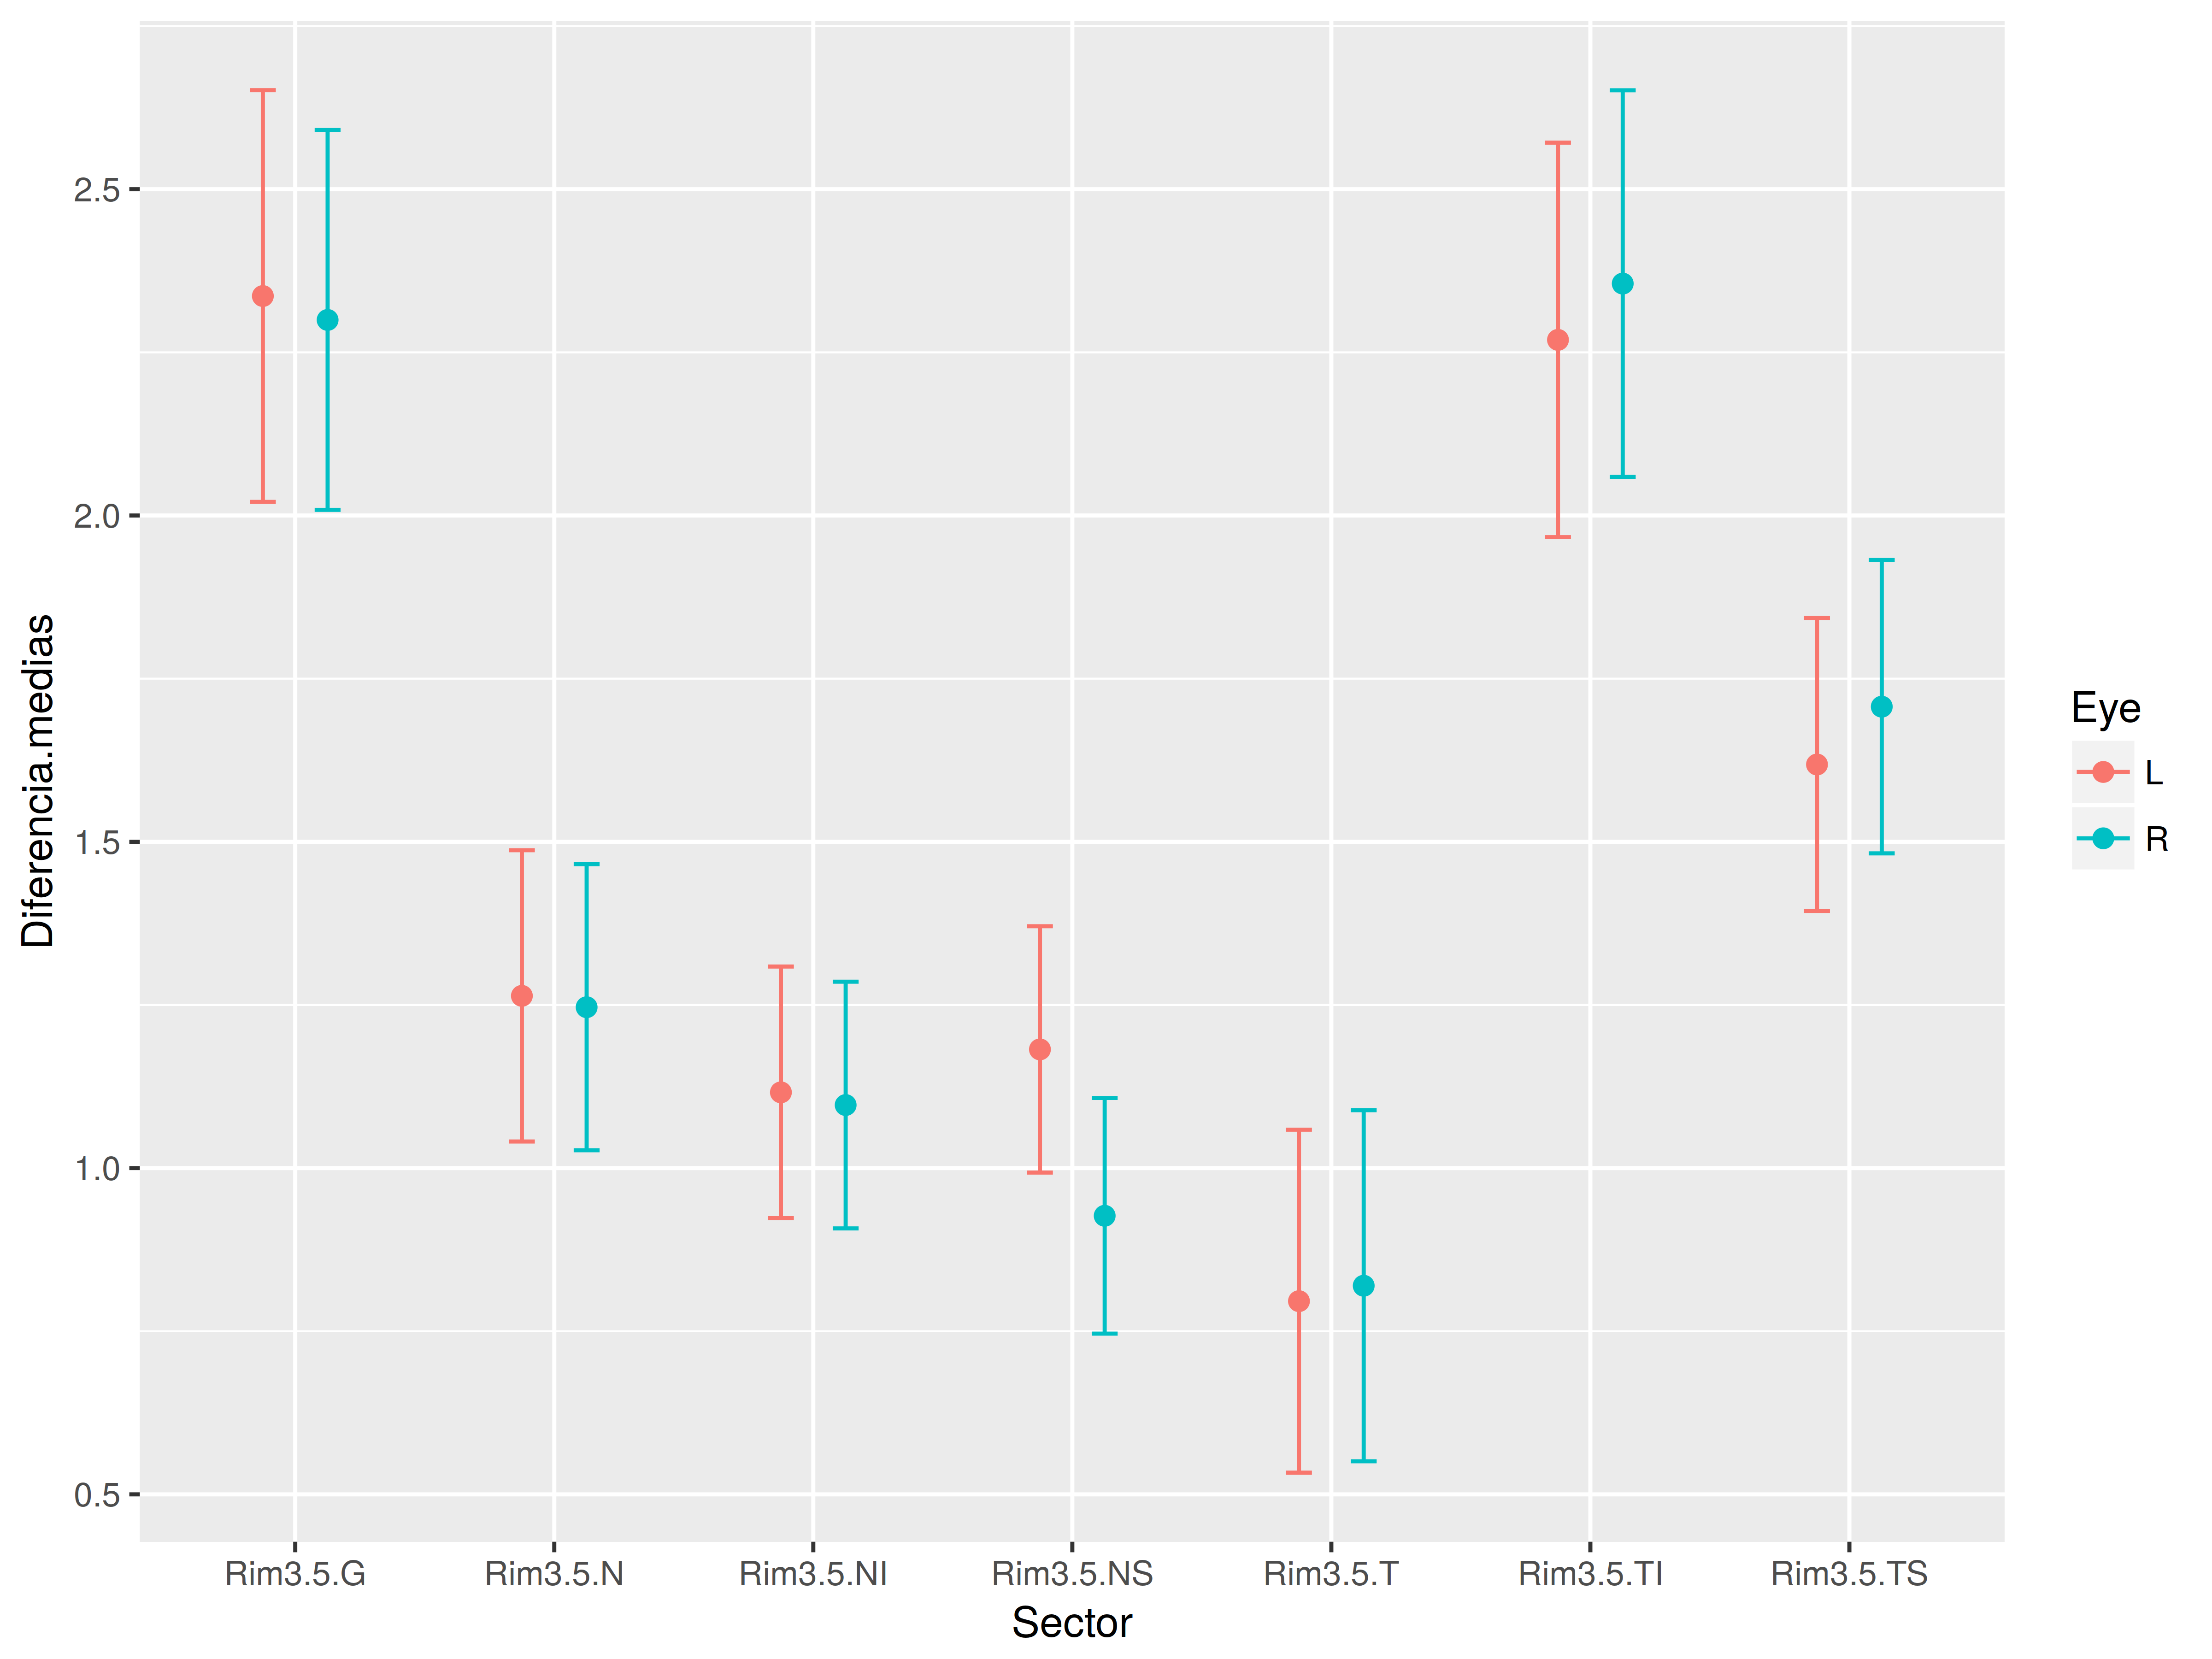 Diferencia.medias
2.5
2.0
1.5
1.0
0.5
Rim3.5.G Rim3.5.N Rim3.5.NI Rim3.5.NS Rim3.5.T Rim3.5.TI Rim3.5.TS
Sector
Eye
L
R